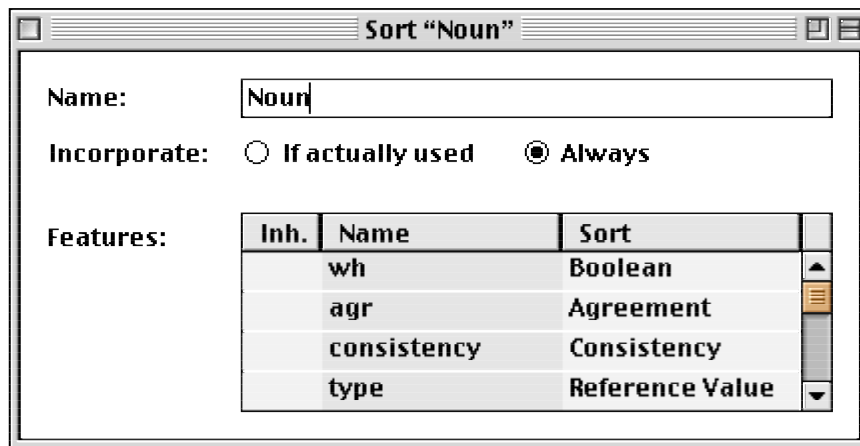 Sort “Noun”
Name: Noun
Incorporate: If actually used Always
Features: Inh. Name Sort
wh Boolean
agr Agreement
consistency Consistency
type Reference Value